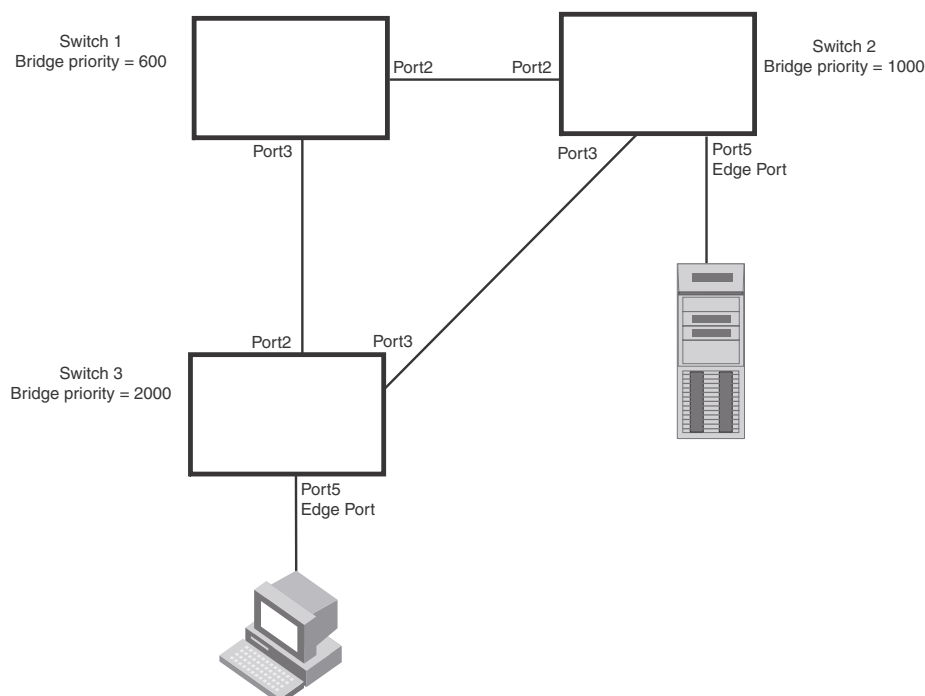 Switch 1
Bridge priority = 600
Port2
Port2
Switch 2
Bridge priority = 1000
Port3
Port3
Port5
Edge Port
Port2
Port3
Switch 3
Bridge priority = 2000
Port5
Edge Port